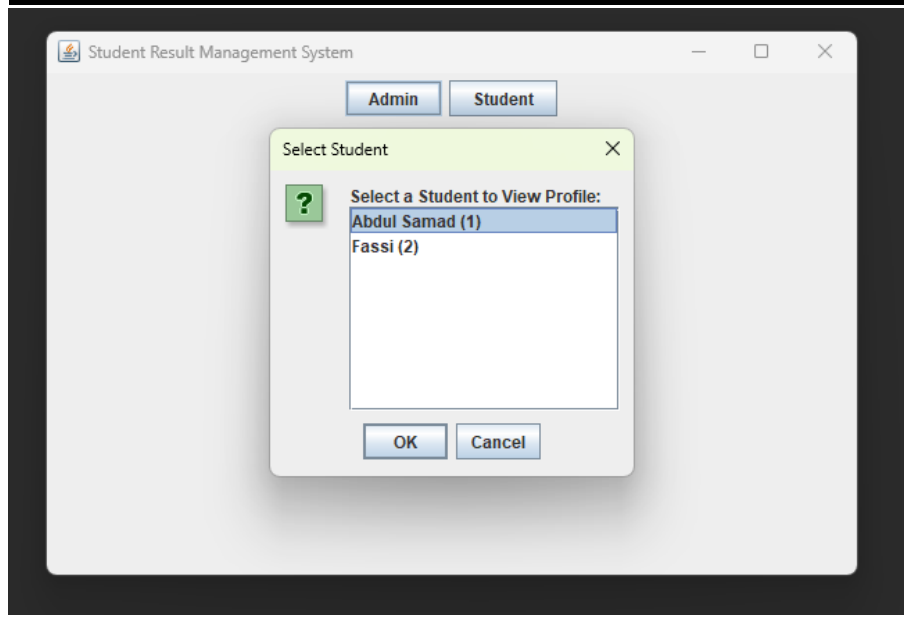 Student Result Management System
Admin Student
Select Student
?
Select a Student to View Profile:
Abdul Samad (1)
Fassi (2)
OK Cancel